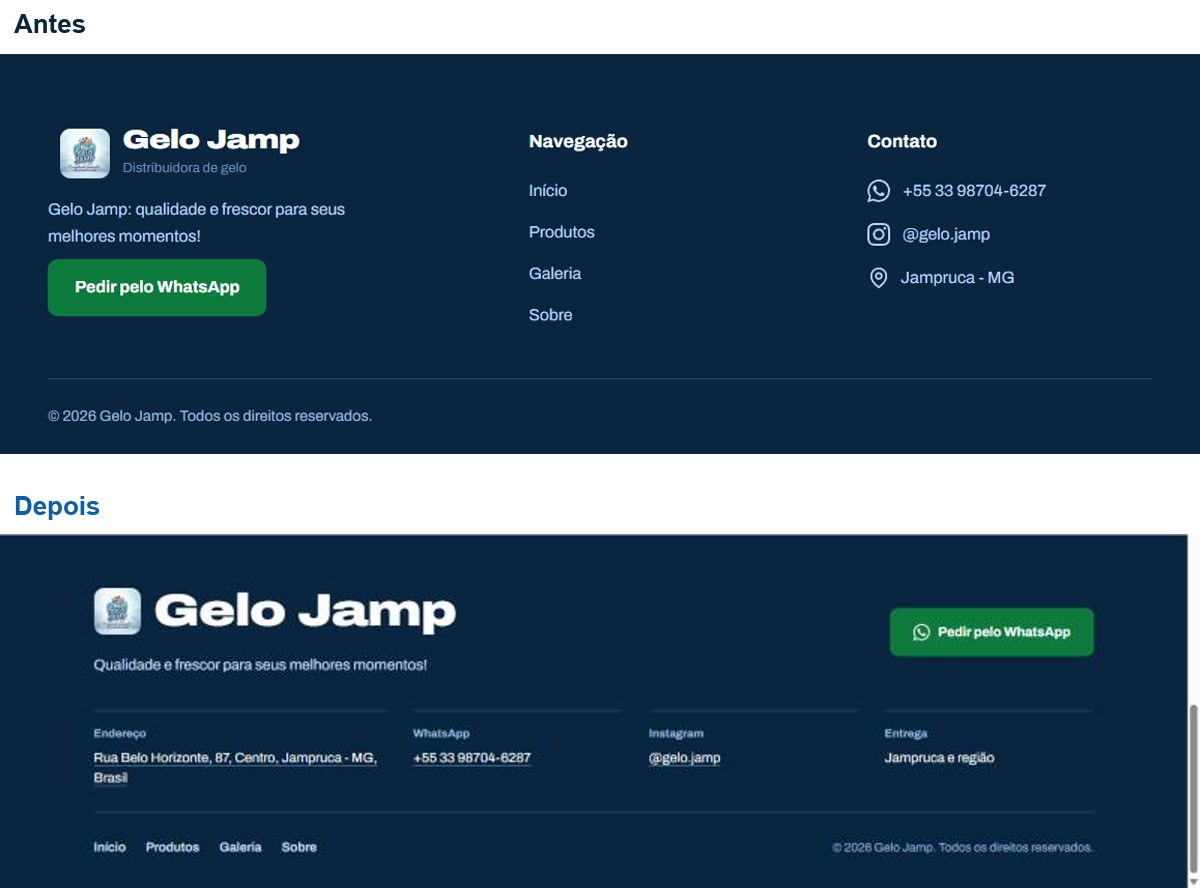 Antes
Gelo Jamp
Distribuidora de gelo
Gelo Jamp: qualidade e frescor para seus
melhores momentos!
Pedir pelo WhatsApp
Navegação
Início
Produtos
Galeria
Sobre
Contato
+55 33 98704-6287
@gelo.jamp
Jampruca - MG
© 2026 Gelo Jamp. Todos os direitos reservados.
Depois
Gelo Jamp
Qualidade e frescor para seus melhores momentos!
Pedir pelo WhatsApp
Endereço
Rua Belo Horizonte, 87, Centro, Jampruca - MG,
Brasil
WhatsApp
+55 33 98704-6287
Instagram
@gelo.jamp
Entrega
Jampruca e região
Início Produtos Galeria Sobre
© 2026 Gelo Jamp. Todos os direitos reservados.